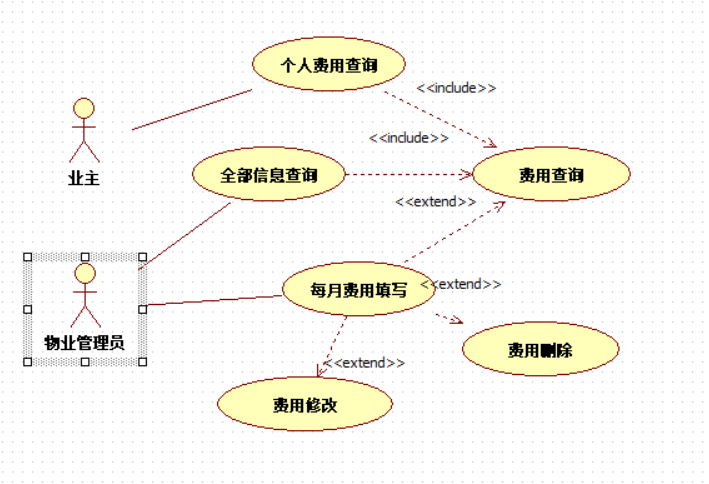 个人费用查询
<<include>>
业主
<<include>>
全部信息查询
费用查询
<<extend>>
每月费用填写
<<extend>>
物业管理员
费用删除
<<extend>>
费用修改